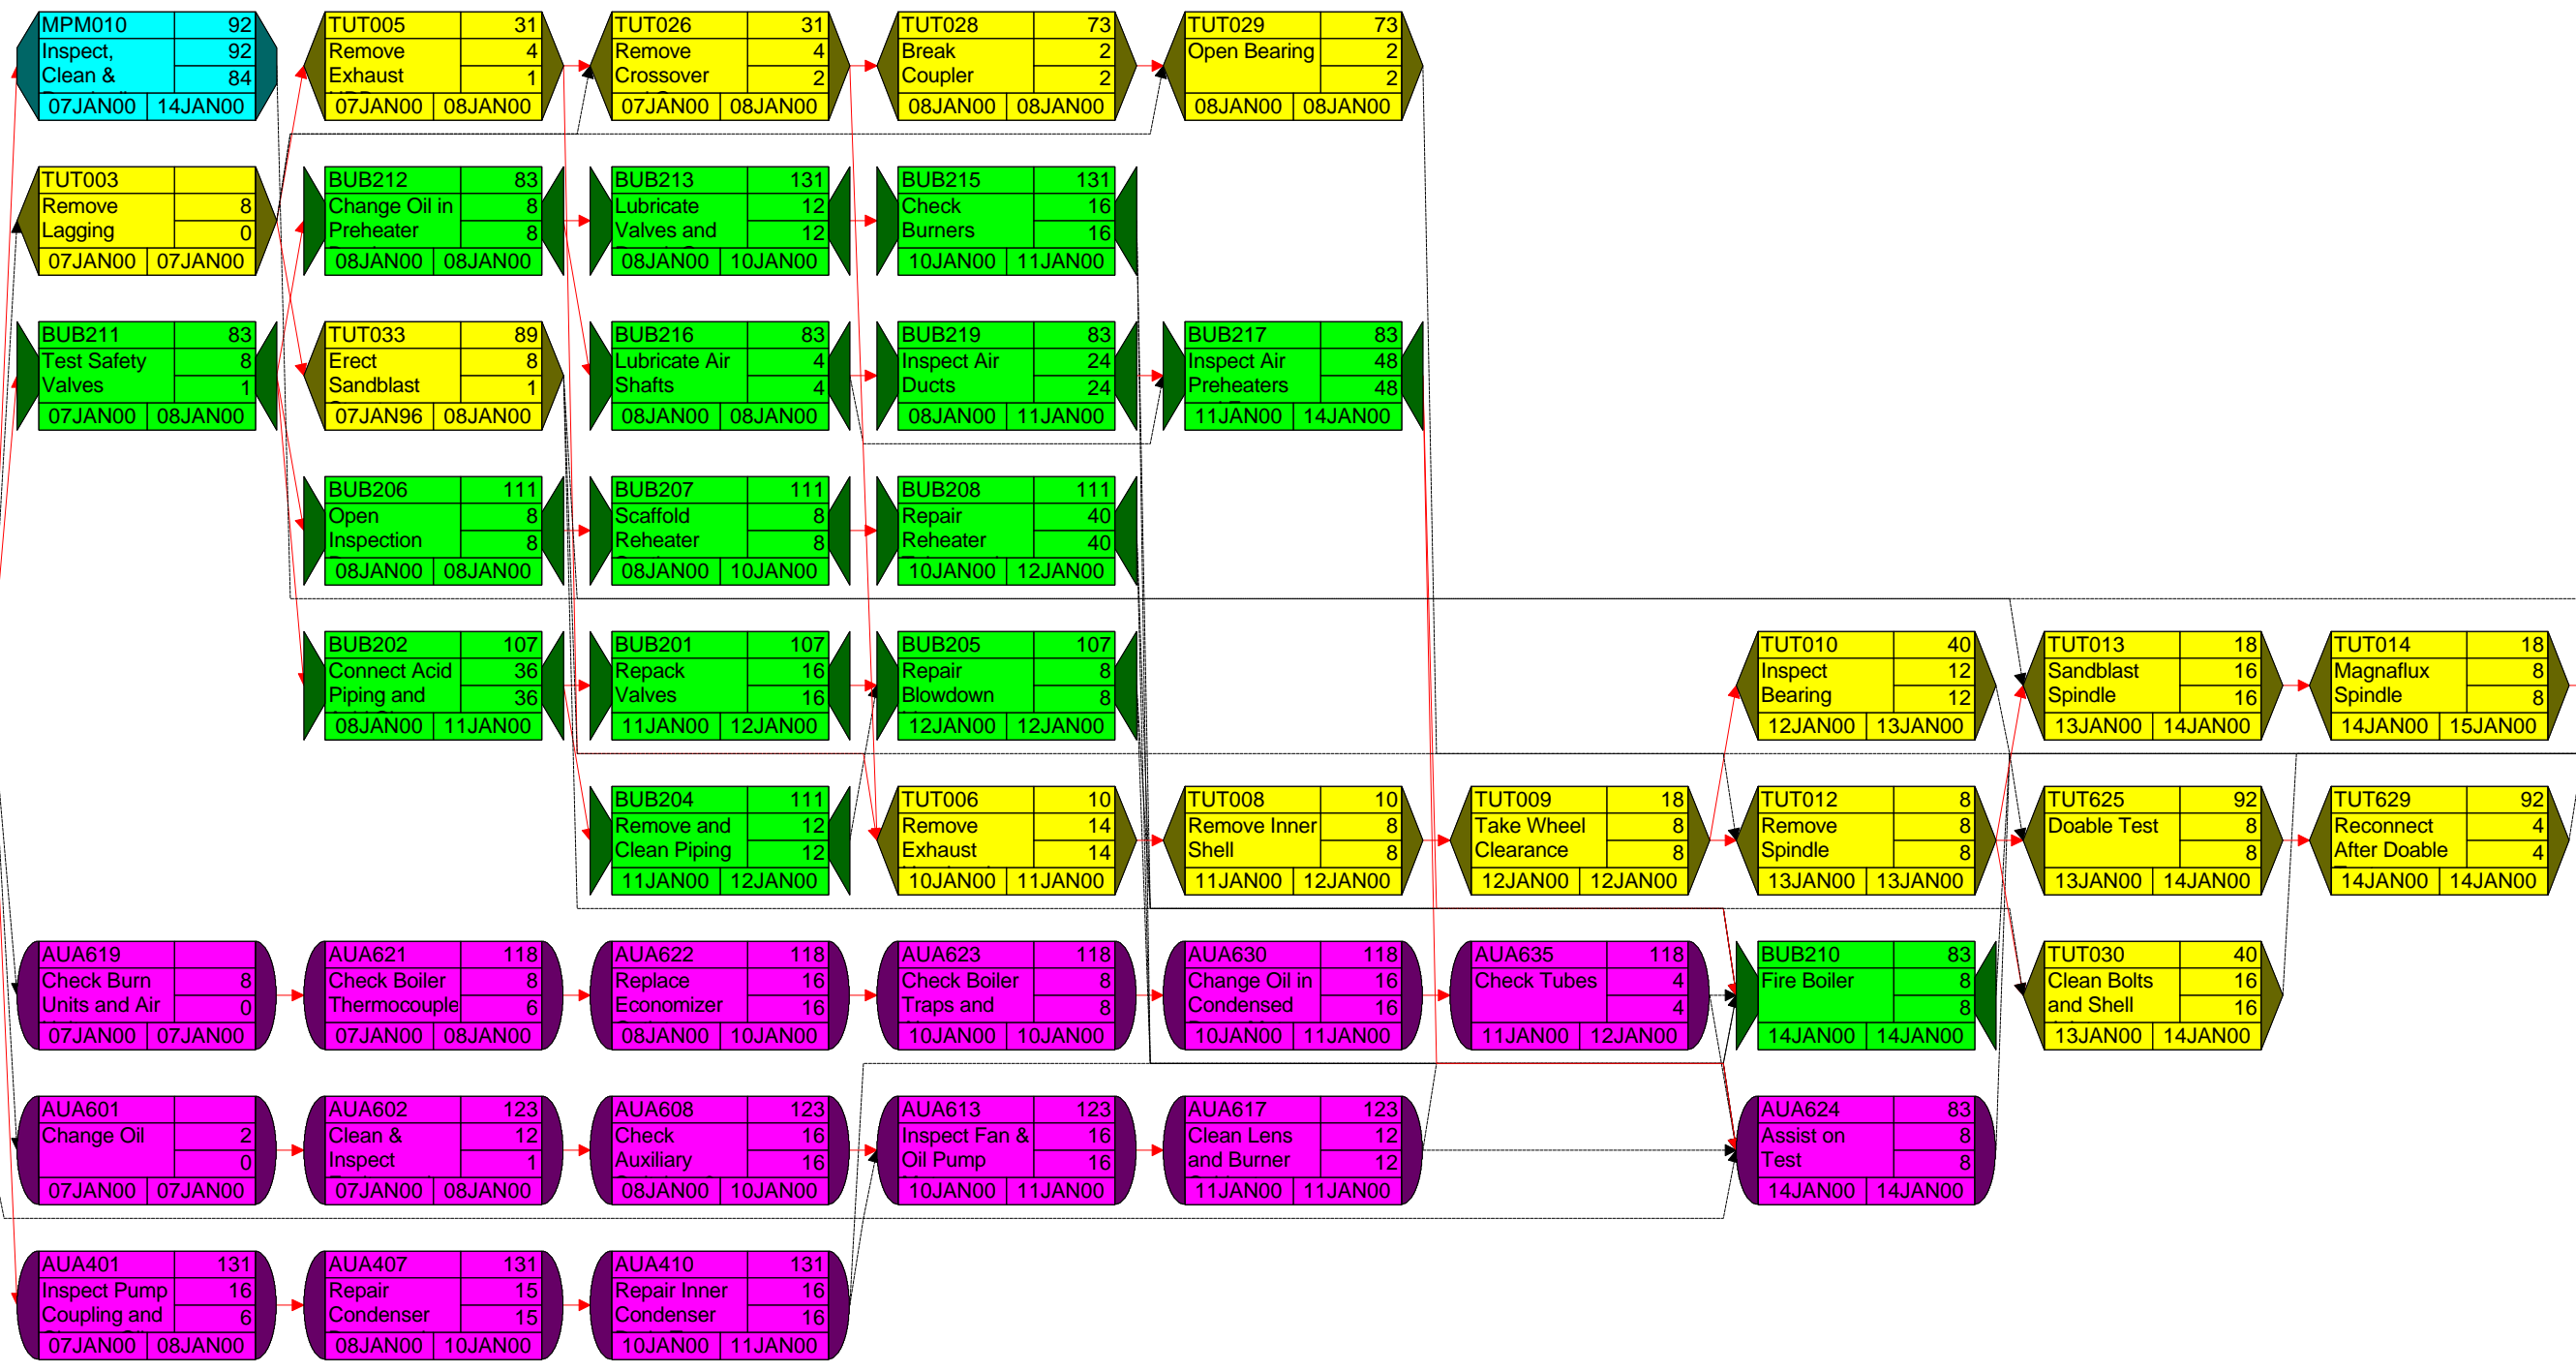 MPM010 92
Inspect, 92
Clean & 84
07JAN00 14JAN00
TUT005 31
Remove 4
Exhaust 1
07JAN00 08JAN00
TUT026 31
Remove 4
Crossover 2
07JAN00 08JAN00
TUT028 73
Break 2
Coupler 2
08JAN00 08JAN00
TUT029 73
Open Bearing 2
2
08JAN00 08JAN00
TUT003
Remove 8
Lagging 0
07JAN00 07JAN00
BUB212 83
Change Oil in 8
Preheater 8
08JAN00 08JAN00
BUB213 131
Lubricate 12
Valves and 12
08JAN00 10JAN00
BUB215 131
Check 16
Burners 16
10JAN00 11JAN00
BUB211 83
Test Safety 8
Valves 1
07JAN00 08JAN00
TUT033 89
Erect 8
Sandblast 1
07JAN96 08JAN00
BUB216 83
Lubricate Air 4
Shafts 4
08JAN00 08JAN00
BUB219 83
Inspect Air 24
Ducts 24
08JAN00 11JAN00
BUB217 83
Inspect Air 48
Preheaters 48
11JAN00 14JAN00
BUB206 111
Open 8
Inspection 8
08JAN00 08JAN00
BUB207 111
Scaffold 8
Reheater 8
08JAN00 10JAN00
BUB208 111
Repair 40
Reheater 40
10JAN00 12JAN00
BUB202 107
Connect Acid 36
Piping and 36
08JAN00 11JAN00
BUB201 107
Repack 16
Valves 16
11JAN00 12JAN00
BUB205 107
Repair 8
Blowdown 8
12JAN00 12JAN00
TUT010 40
Inspect 12
Bearing 12
12JAN00 13JAN00
TUT013 18
Sandblast 16
Spindle 16
13JAN00 14JAN00
TUT014 18
Magnaflux 8
Spindle 8
14JAN00 15JAN00
BUB204 111
Remove and 12
Clean Piping 12
11JAN00 12JAN00
TUT006 10
Remove 14
Exhaust 14
10JAN00 11JAN00
TUT008 10
Remove Inner 8
Shell 8
11JAN00 12JAN00
TUT009 18
Take Wheel 8
Clearance 8
12JAN00 12JAN00
TUT012 8
Remove 8
Spindle 8
13JAN00 13JAN00
TUT625 92
Doable Test 8
8
13JAN00 14JAN00
TUT629 92
Reconnect 4
After Doable 4
14JAN00 14JAN00
AUA619
Check Burn 8
Units and Air 0
07JAN00 07JAN00
AUA621 118
Check Boiler 8
Thermocouple 6
07JAN00 08JAN00
AUA622 118
Replace 16
Economizer 16
08JAN00 10JAN00
AUA623 118
Check Boiler 8
Traps and 8
10JAN00 10JAN00
AUA630 118
Change Oil in 16
Condensed 16
10JAN00 11JAN00
AUA635 118
Check Tubes 4
4
11JAN00 12JAN00
BUB210 83
Fire Boiler 8
8
14JAN00 14JAN00
TUT030 40
Clean Bolts 16
and Shell 16
13JAN00 14JAN00
AUA601
Change Oil 2
0
07JAN00 07JAN00
AUA602 123
Clean & 12
Inspect 1
07JAN00 08JAN00
AUA608 123
Check 16
Auxiliary 16
08JAN00 10JAN00
AUA613 123
Inspect Fan & 16
Oil Pump 16
10JAN00 11JAN00
AUA617 123
Clean Lens 12
and Burner 12
11JAN00 11JAN00
AUA624 83
Assist on 8
Test 8
14JAN00 14JAN00
AUA401 131
Inspect Pump 16
Coupling and 6
07JAN00 08JAN00
AUA407 131
Repair 15
Condenser 15
08JAN00 10JAN00
AUA410 131
Repair Inner 16
Condenser 16
10JAN00 11JAN00